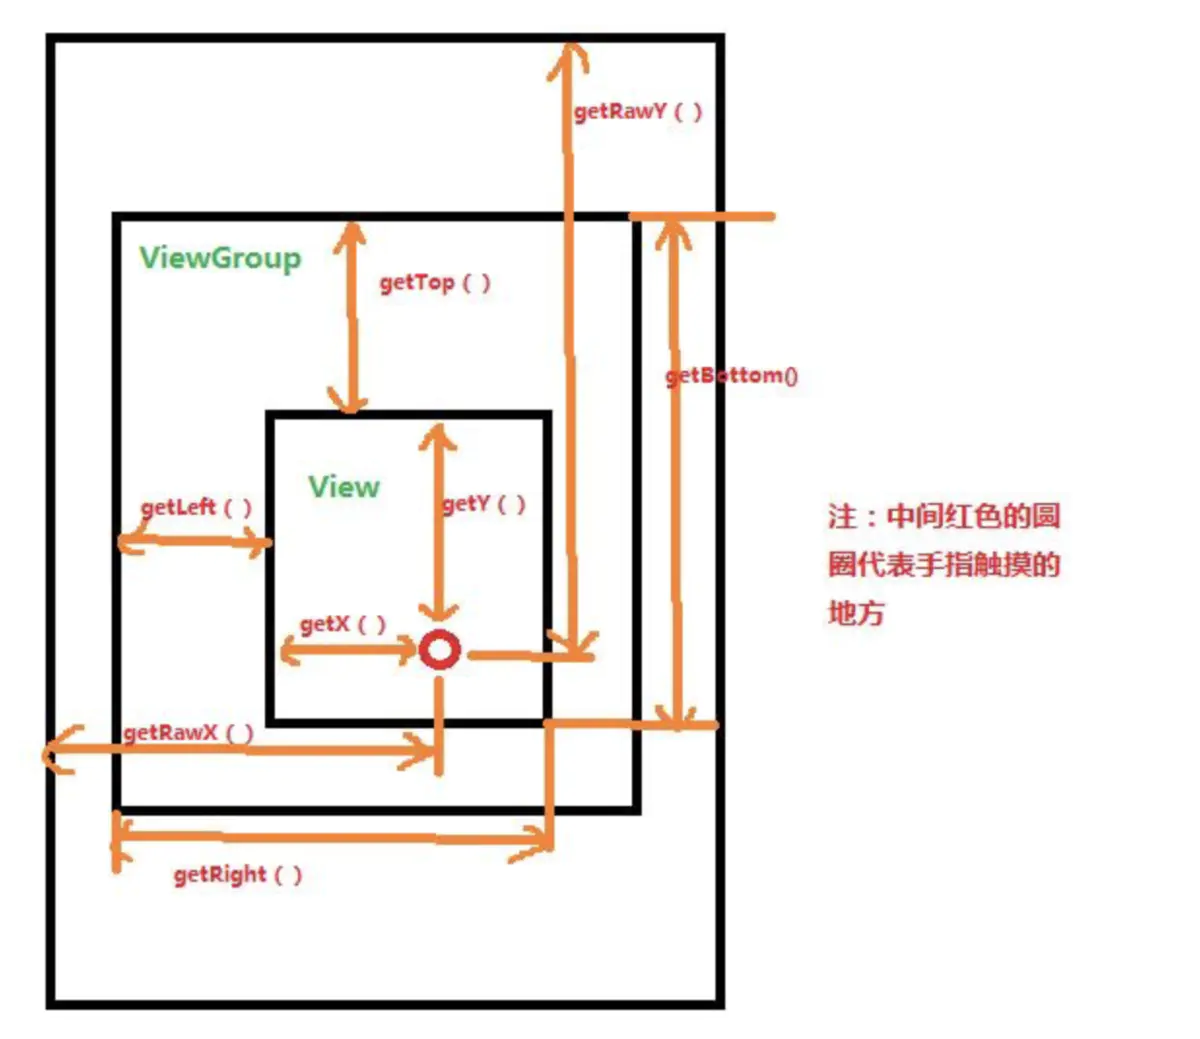 getRawY ( )
ViewGroup
getTop ( )
getBottom()
View
getLeft ( )
getY ( )
注：中间红色的圆
圈代表手指触摸的
地方
getX ( )
getRawX ( )
getRight ( )